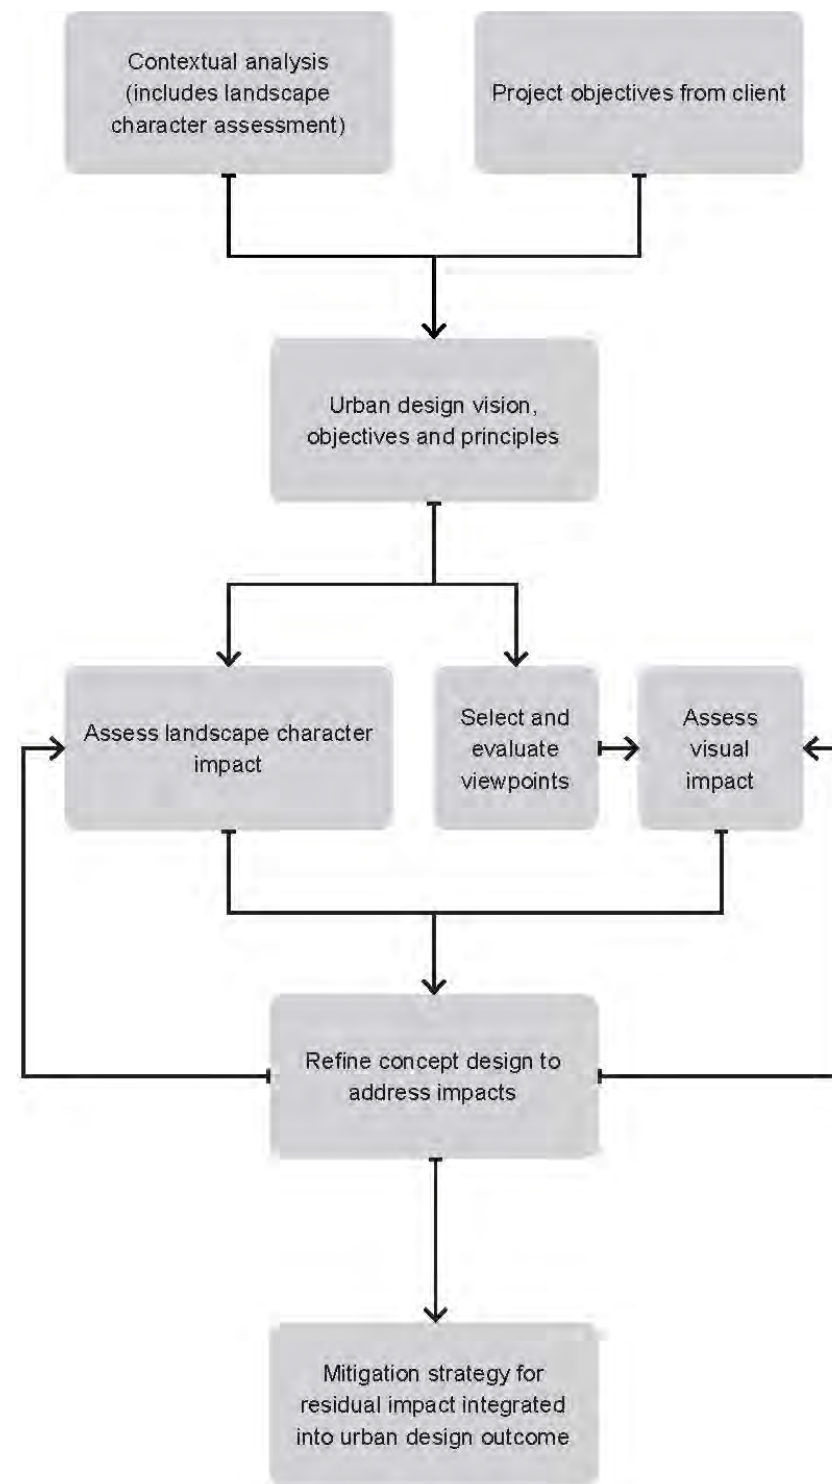 Contextual analysis
(includes landscape
character assessment)
Project objectives from client
Urban design vision,
objectives and principles
Assess landscape character
impact
Select and
evaluate
viewpoints
Assess
visual
impact
Refine concept design to
address impacts
Mitigation strategy for
residual impact integrated
into urban design outcome